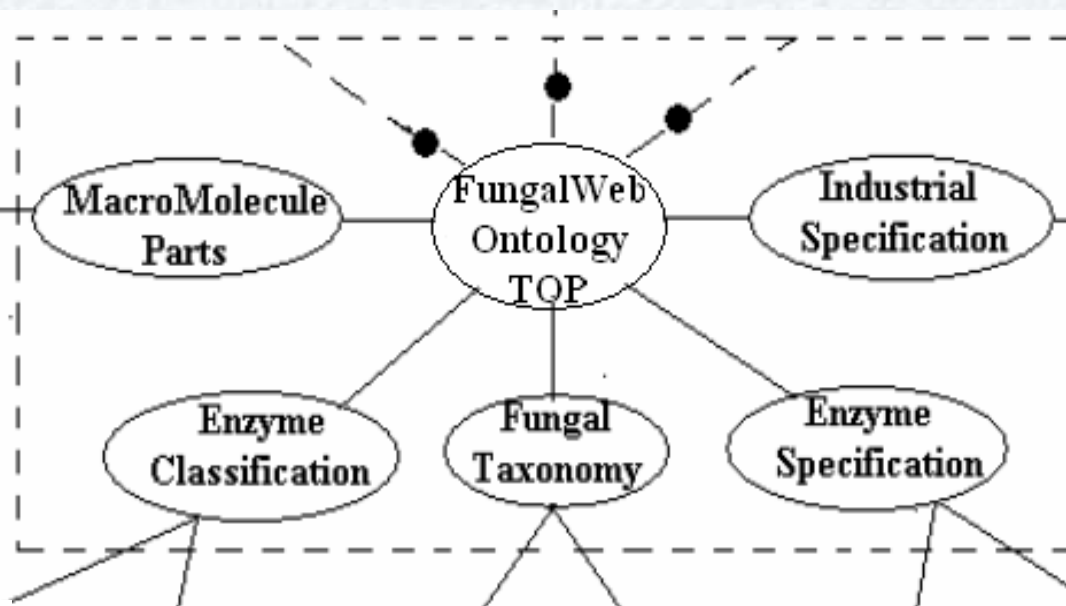 MacroMolecule
Parts
FungalWeb
Ontology
TOP
Industrial
Specification
Enzyme
Classification
Fungal
Taxonomy
Enzyme
Specification